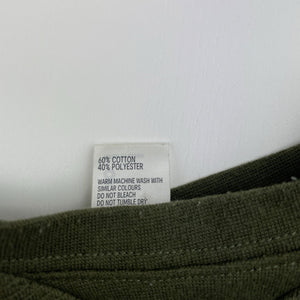 60% COTTON
40% POLYESTER
WARM MACHINE WASH WITH
SIMILAR COLOURS
DO NOT BLEACH
DO NOT TUMBLE DRY